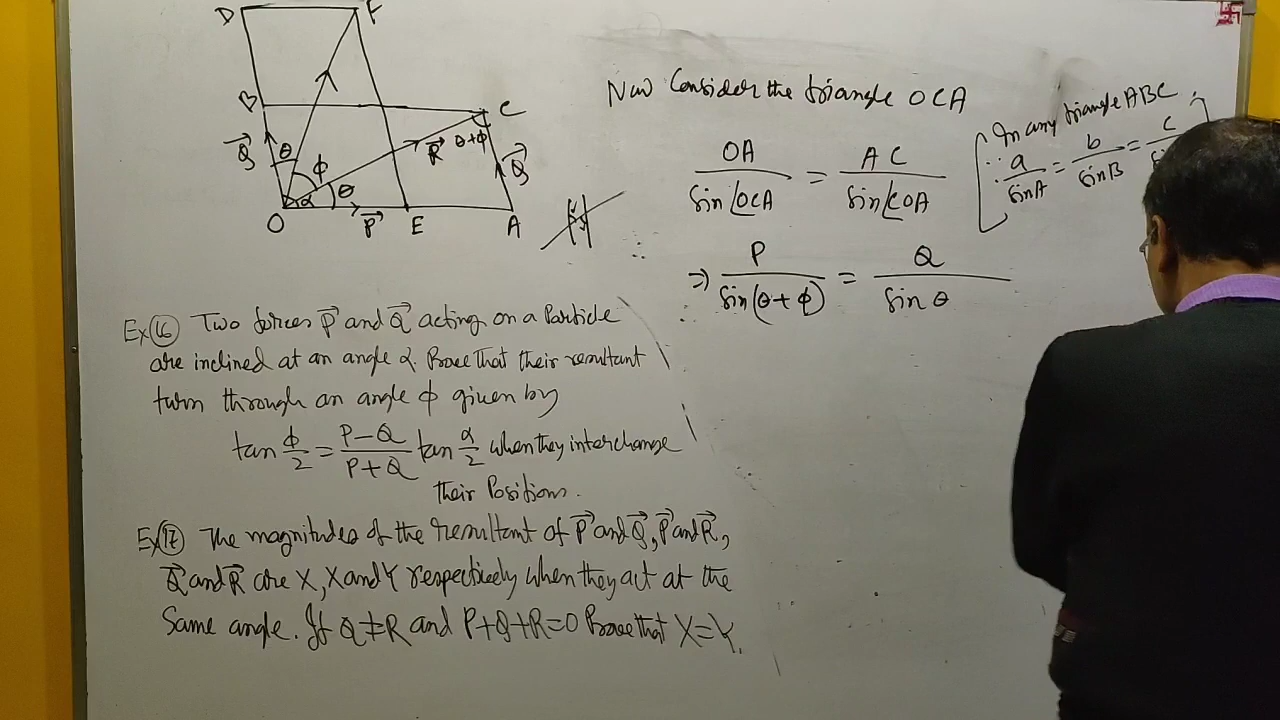 D F
B C
Q⃗ θ ϕ R⃗ θ+ϕ Q⃗
α θ
O P⃗ E A
Ex(16) Two forces P⃗ and Q⃗ acting on a Particle
are inclined at an angle α. Prove that their resultant
turn through an angle ϕ given by
tan ϕ/2 = P-Q/P+Q tan α/2 when they interchange
their Positions.
Ex(17) The magnitudes of the resultant of P⃗ and Q⃗, P⃗ and R⃗,
Q⃗ and R⃗ are X, X and Y respectively when they act at the
Same angle. If Q≠R and P+Q+R=0 Prove that X=Y.
Now Consider the triangle OCA
OA/sin∠OCA = AC/sin∠COA
[∵ In any triangle ABC
a/sinA = b/sinB = c/
⇒ P/sin(θ+ϕ) = Q/sinθ